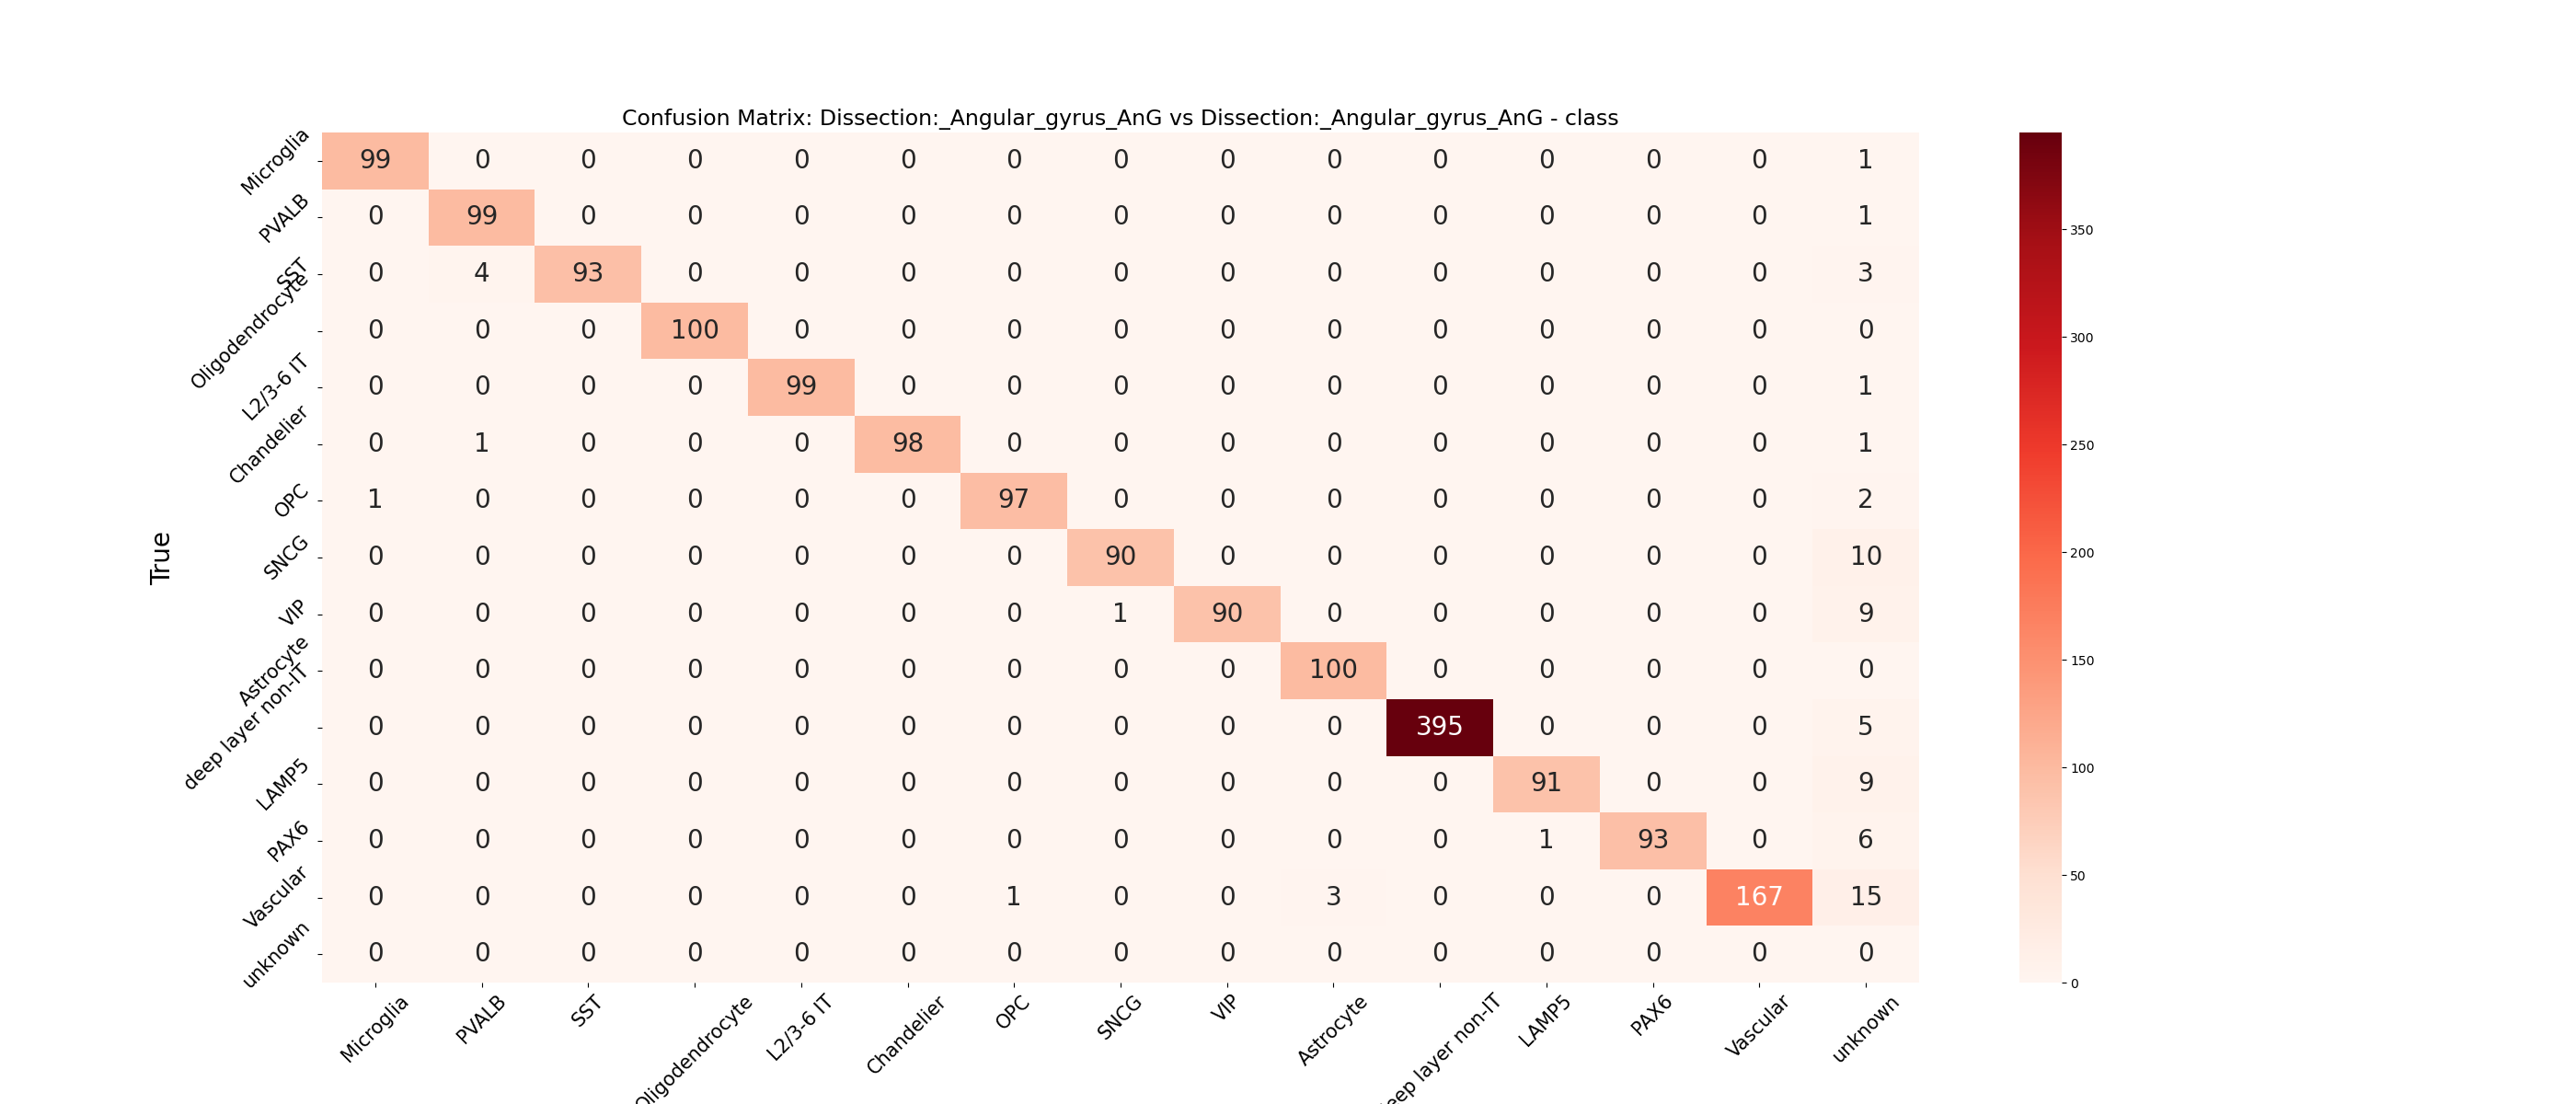 Confusion Matrix: Dissection:_Angular_gyrus_AnG vs Dissection:_Angular_gyrus_AnG - class
True
Microglia 99 0 0 0 0 0 0 0 0 0 0 0 0 0 1
PVALB 0 99 0 0 0 0 0 0 0 0 0 0 0 0 1
SST 0 4 93 0 0 0 0 0 0 0 0 0 0 0 3
Oligodendrocyte 0 0 0 100 0 0 0 0 0 0 0 0 0 0 0
L2/3-6 IT 0 0 0 0 99 0 0 0 0 0 0 0 0 0 1
Chandelier 0 1 0 0 0 98 0 0 0 0 0 0 0 0 1
OPC 1 0 0 0 0 0 97 0 0 0 0 0 0 0 2
SNCG 0 0 0 0 0 0 0 90 0 0 0 0 0 0 10
VIP 0 0 0 0 0 0 0 1 90 0 0 0 0 0 9
Astrocyte 0 0 0 0 0 0 0 0 0 100 0 0 0 0 0
deep layer non-IT 0 0 0 0 0 0 0 0 0 0 395 0 0 0 5
LAMP5 0 0 0 0 0 0 0 0 0 0 0 91 0 0 9
PAX6 0 0 0 0 0 0 0 0 0 0 0 1 93 0 6
Vascular 0 0 0 0 0 0 1 0 0 3 0 0 0 167 15
unknown 0 0 0 0 0 0 0 0 0 0 0 0 0 0 0
Microglia PVALB SST Oligodendrocyte L2/3-6 IT Chandelier OPC SNCG VIP Astrocyte eep layer non-IT LAMP5 PAX6 Vascular unknown
350
300
250
200
150
100
50
0